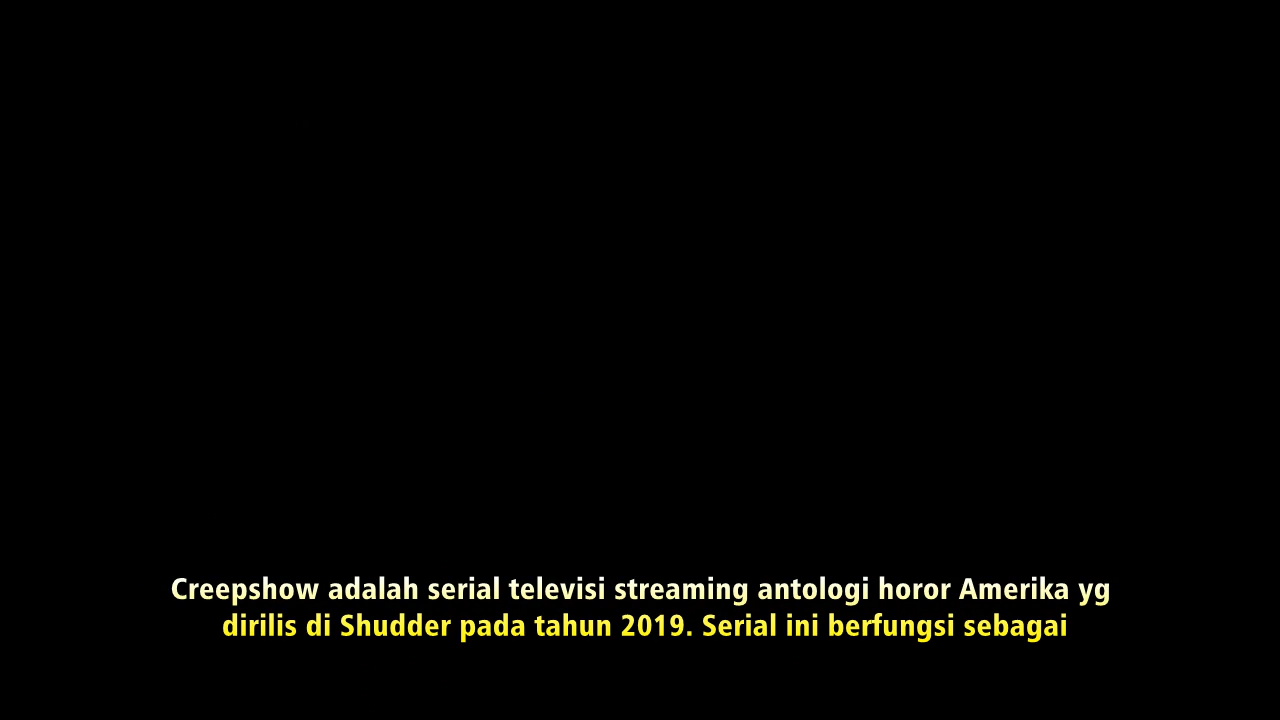 Creepshow adalah serial televisi streaming antologi horor Amerika yg
dirilis di Shudder pada tahun 2019. Serial ini berfungsi sebagai